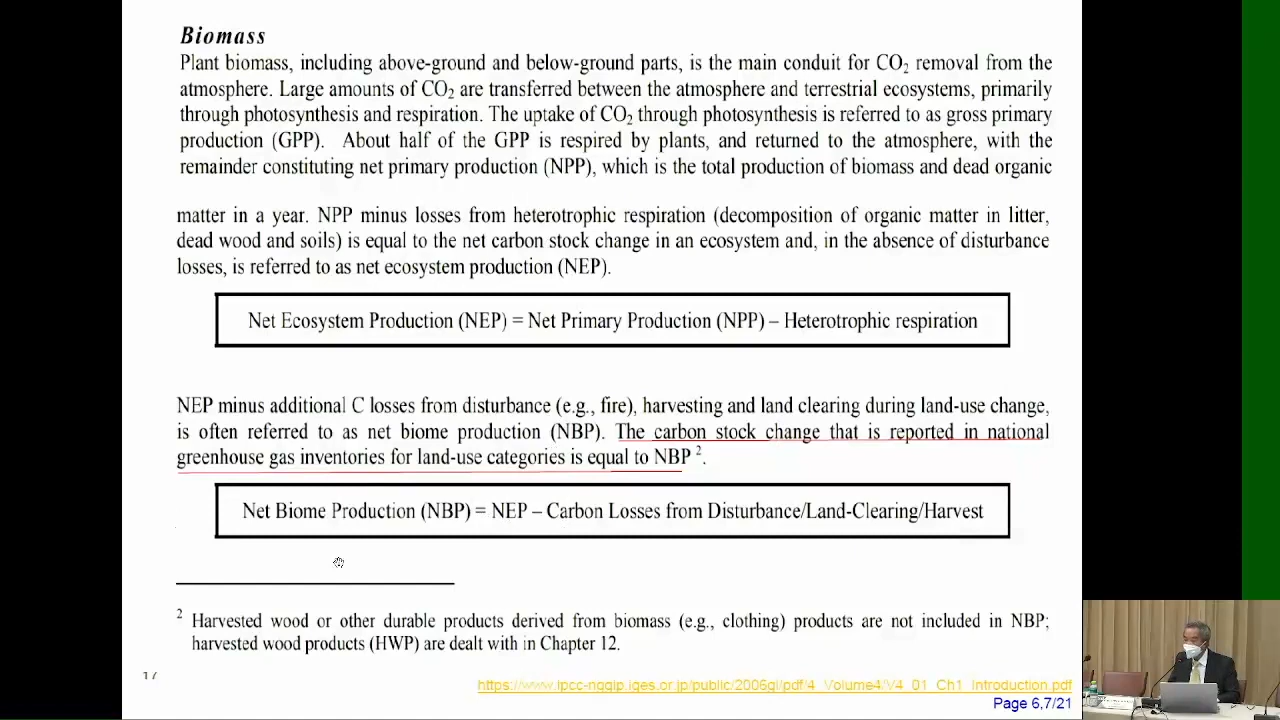 Biomass
Plant biomass, including above-ground and below-ground parts, is the main conduit for CO₂ removal from the
atmosphere. Large amounts of CO₂ are transferred between the atmosphere and terrestrial ecosystems, primarily
through photosynthesis and respiration. The uptake of CO₂ through photosynthesis is referred to as gross primary
production (GPP). About half of the GPP is respired by plants, and returned to the atmosphere, with the
remainder constituting net primary production (NPP), which is the total production of biomass and dead organic
matter in a year. NPP minus losses from heterotrophic respiration (decomposition of organic matter in litter,
dead wood and soils) is equal to the net carbon stock change in an ecosystem and, in the absence of disturbance
losses, is referred to as net ecosystem production (NEP).
Net Ecosystem Production (NEP) = Net Primary Production (NPP) – Heterotrophic respiration
NEP minus additional C losses from disturbance (e.g., fire), harvesting and land clearing during land-use change,
is often referred to as net biome production (NBP). The carbon stock change that is reported in national
greenhouse gas inventories for land-use categories is equal to NBP ².
Net Biome Production (NBP) = NEP – Carbon Losses from Disturbance/Land-Clearing/Harvest
² Harvested wood or other durable products derived from biomass (e.g., clothing) products are not included in NBP;
harvested wood products (HWP) are dealt with in Chapter 12.
17
https://www.ipcc-nggip.iges.or.jp/public/2006gl/pdf/4_Volume4/V4_01_Ch1_Introduction.pdf
Page 6,7/21